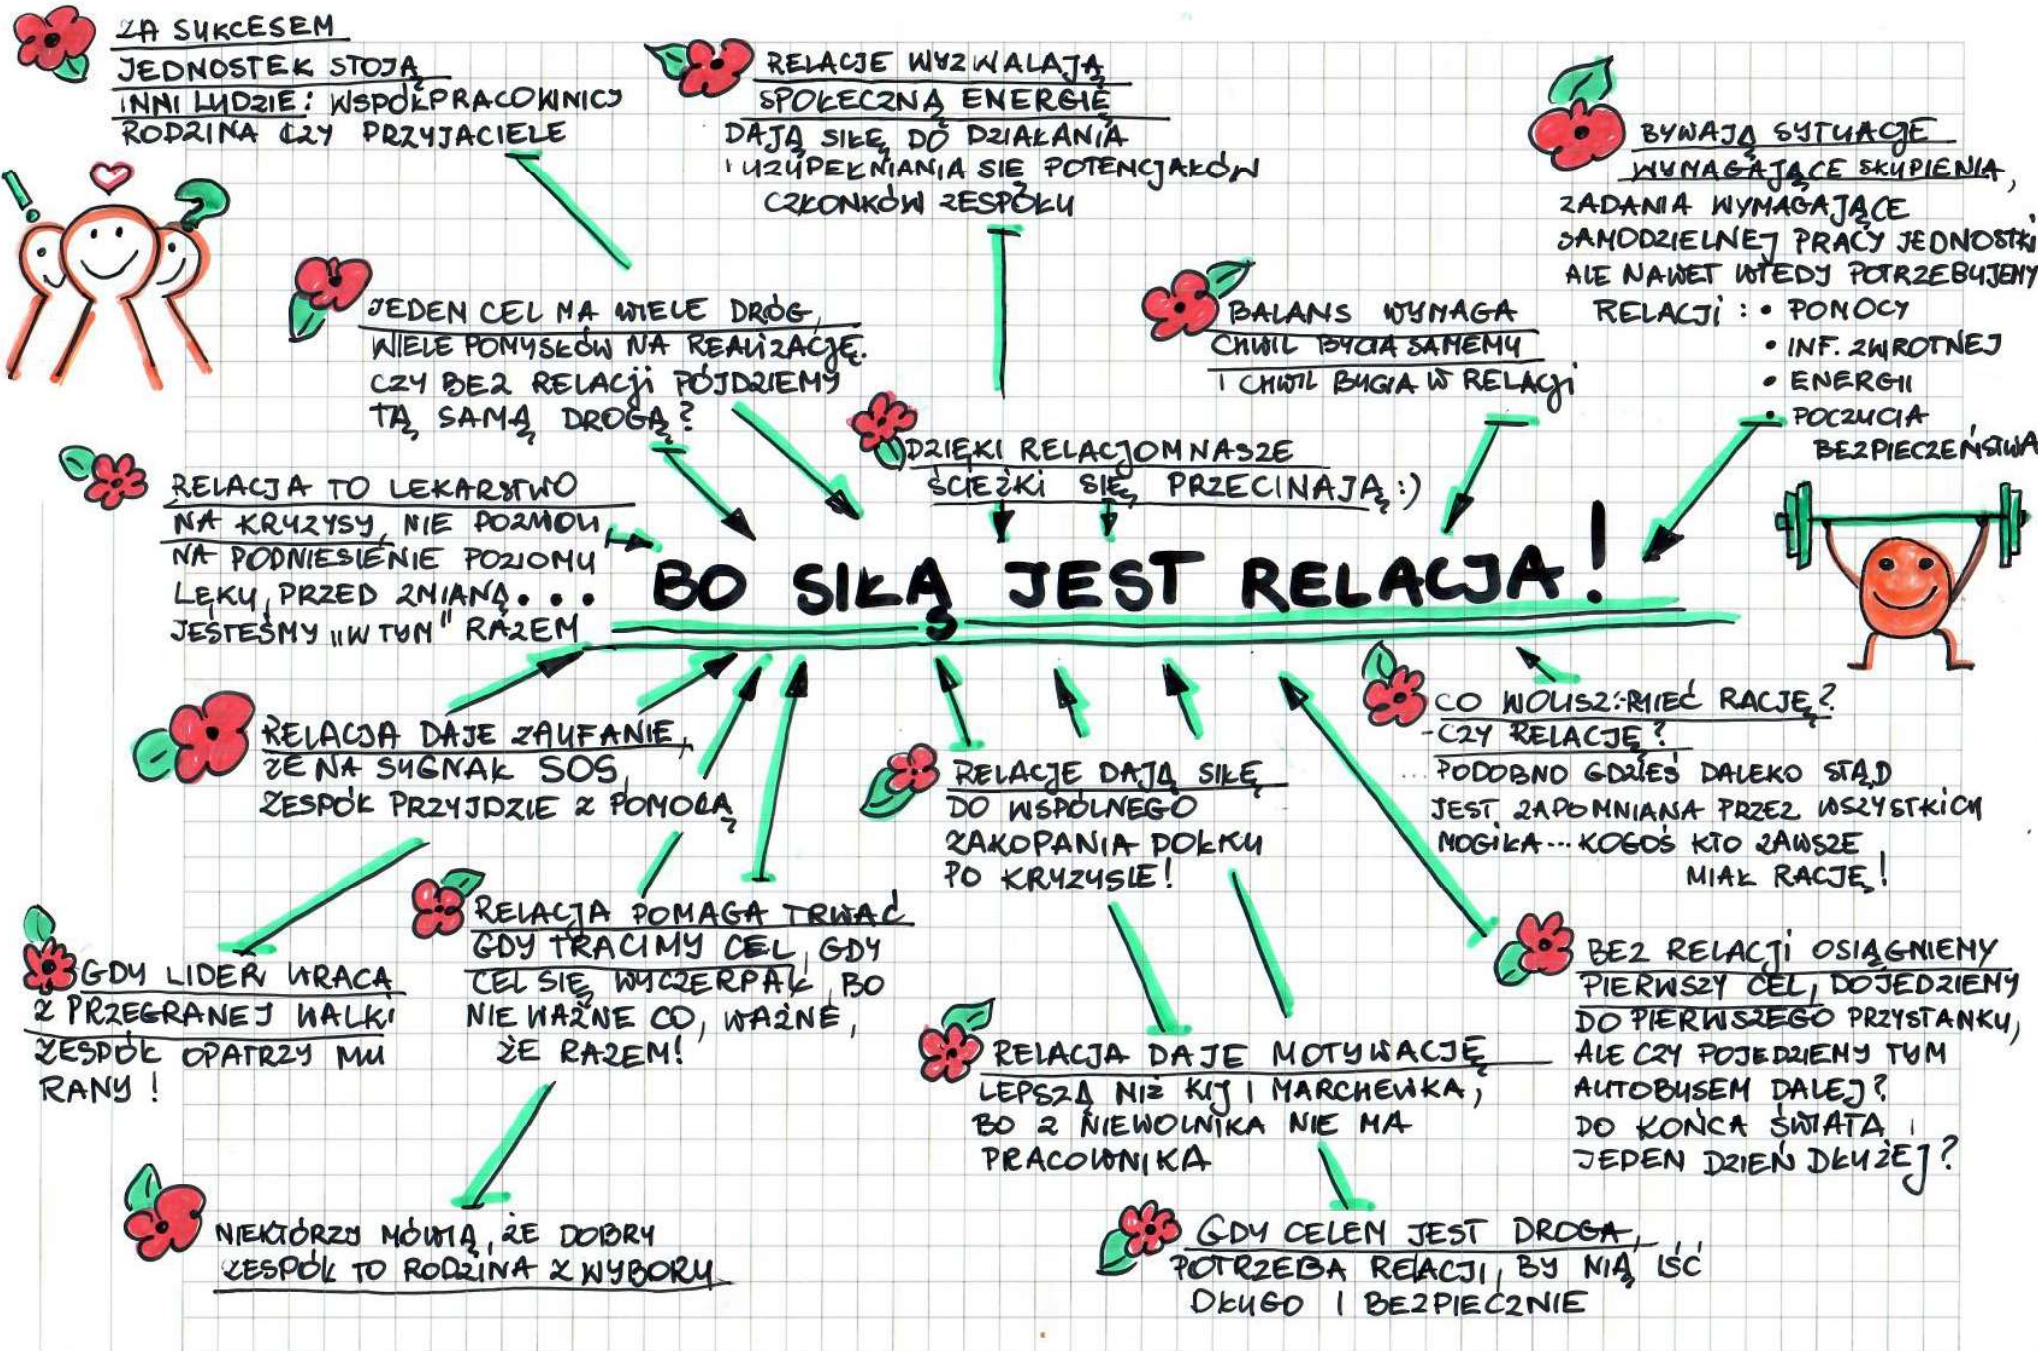 ZA SUKCESEM
JEDNOSTEK STOJĄ
INNI LUDZIE: WSPÓŁPRACOWNICY
RODZINA CZY PRZYJACIELE
RELACJE WYZWALAJĄ
SPOŁECZNĄ ENERGIĘ
DAJĄ SIŁĘ DO DZIAŁANIA
I UZUPEŁNIANIA SIĘ POTENCJAŁÓW
CZŁONKÓW ZESPOŁU
BYWAJĄ SYTUACJE
WYMAGAJĄCE SKUPIENIA,
ZADANIA WYMAGAJĄCE
SAMODZIELNEJ PRACY JEDNOSTKI
ALE NAWET WTEDY POTRZEBUJEMY
RELACJI: • POMOCY
• INF. ZWROTNEJ
• ENERGII
• POCZUCIA
BEZPIECZEŃSTWA
JEDEN CEL MA WIELE DRÓG,
WIELE POMYSŁÓW NA REALIZACJĘ.
CZY BEZ RELACJI PÓJDZIEMY
TĄ SAMĄ DROGĄ?
BALANS WYMAGA
CHWIL BYCIA SAMEMU
I CHWIL BYCIA W RELACJI
DZIĘKI RELACJOM NASZE
ŚCIEŻKI SIĘ PRZECINAJĄ :)
RELACJA TO LEKARSTWO
NA KRYZYSY, NIE POZWOLI
NA PODNIESIENIE POZIOMU
LĘKU PRZED ZMIANĄ...
JESTEŚMY "W TYM" RAZEM
BO SIŁĄ JEST RELACJA!
RELACJA DAJE ZAUFANIE,
ŻE NA SYGNAŁ SOS
ZESPÓŁ PRZYJDZIE Z POMOCĄ
RELACJE DAJĄ SIŁĘ
DO WSPÓLNEGO
ZAKOPANIA DOŁKU
PO KRYZYSIE!
CO WOLISZ: MIEĆ RACJĘ?
CZY RELACJĘ?
...PODOBNO GDZIEŚ DALEKO STĄD
JEST ZAPOMNIANA PRZEZ WSZYSTKICH
MOGIŁA... KOGOŚ KTO ZAWSZE
MIAŁ RACJĘ!
GDY LIDER WRACA
Z PRZEGRANEJ WALKI
ZESPÓŁ OPATRZY MU
RANY!
RELACJA POMAGA TRWAĆ
GDY TRACIMY CEL, GDY
CEL SIĘ WYCZERPAŁ, BO
NIE WAŻNE CO, WAŻNE,
ŻE RAZEM!
RELACJA DAJE MOTYWACJĘ
LEPSZĄ NIŻ KIJ I MARCHEWKA,
BO Z NIEWOLNIKA NIE MA
PRACOWNIKA
BEZ RELACJI OSIĄGNIEMY
PIERWSZY CEL, DOJEDZIEMY
DO PIERWSZEGO PRZYSTANKU,
ALE CZY POJEDZIEMY TYM
AUTOBUSEM DALEJ?
DO KOŃCA ŚWIATA I
JEDEN DZIEŃ DŁUŻEJ?
NIEKTÓRZY MÓWIĄ, ŻE DOBRY
ZESPÓŁ TO RODZINA Z WYBORU
GDY CELEM JEST DROGA,
POTRZEBA RELACJI, BY NIĄ IŚĆ
DŁUGO I BEZPIECZNIE